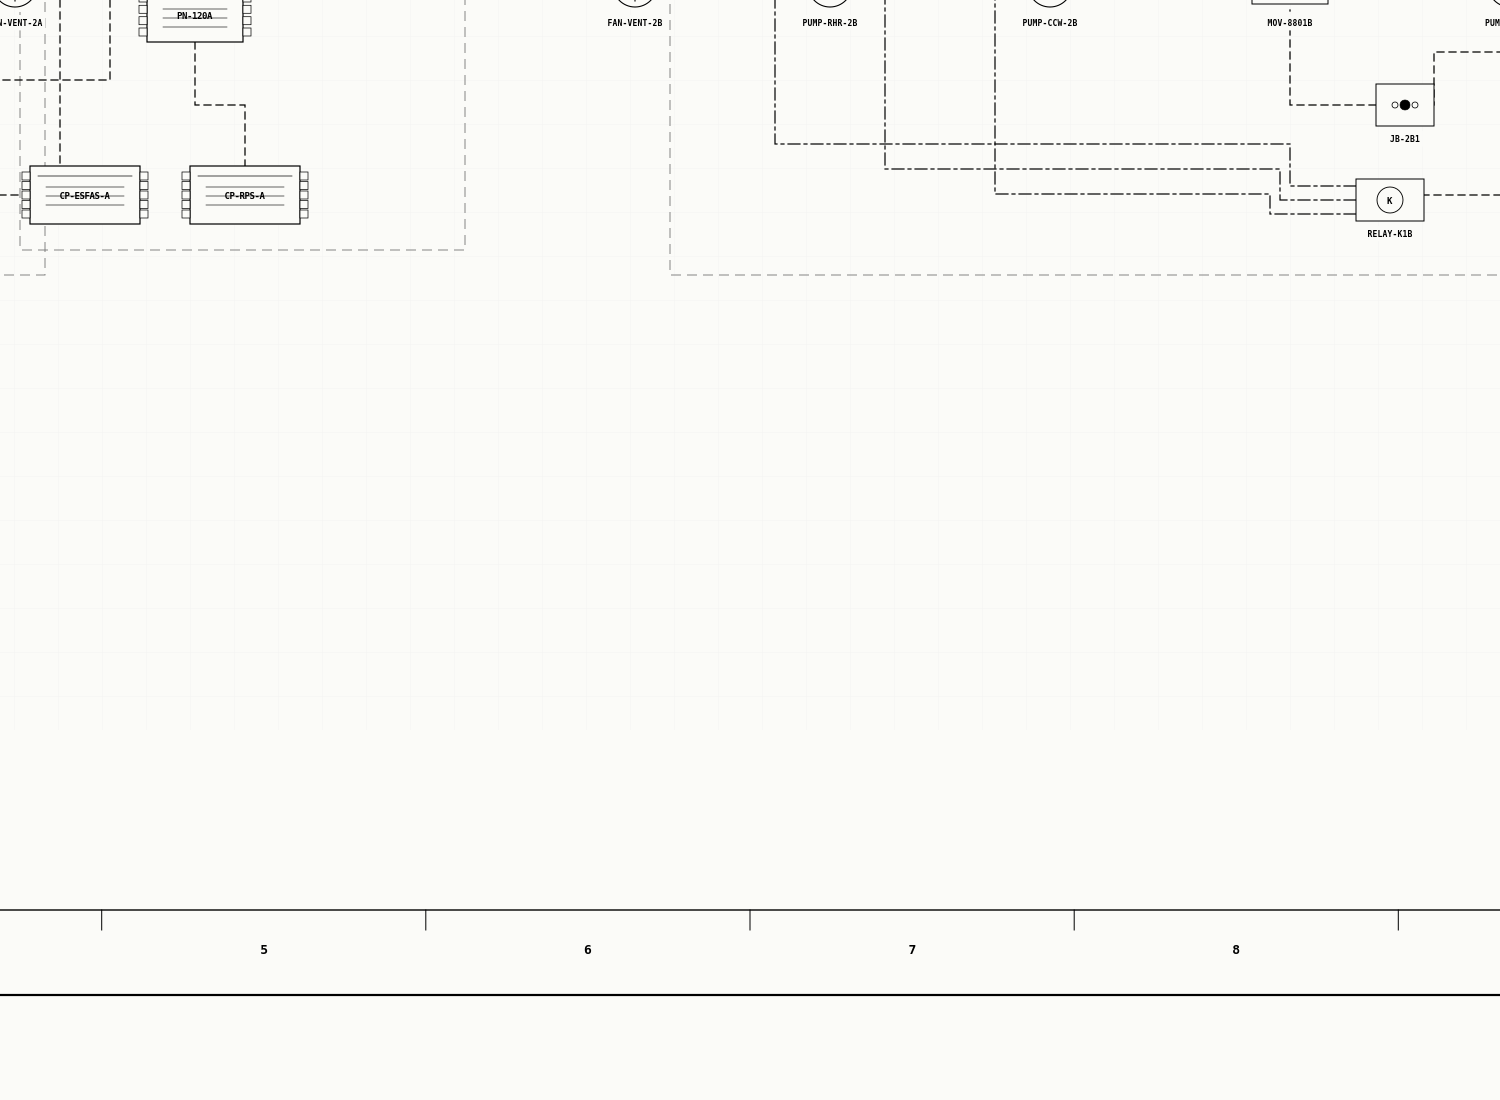 PN-120A
FAN-VENT-2B
PUMP-RHR-2B
PUMP-CCW-2B
MOV-8801B
JB-2B1
CP-ESFAS-A
CP-RPS-A
K
RELAY-K1B
5
6
7
8